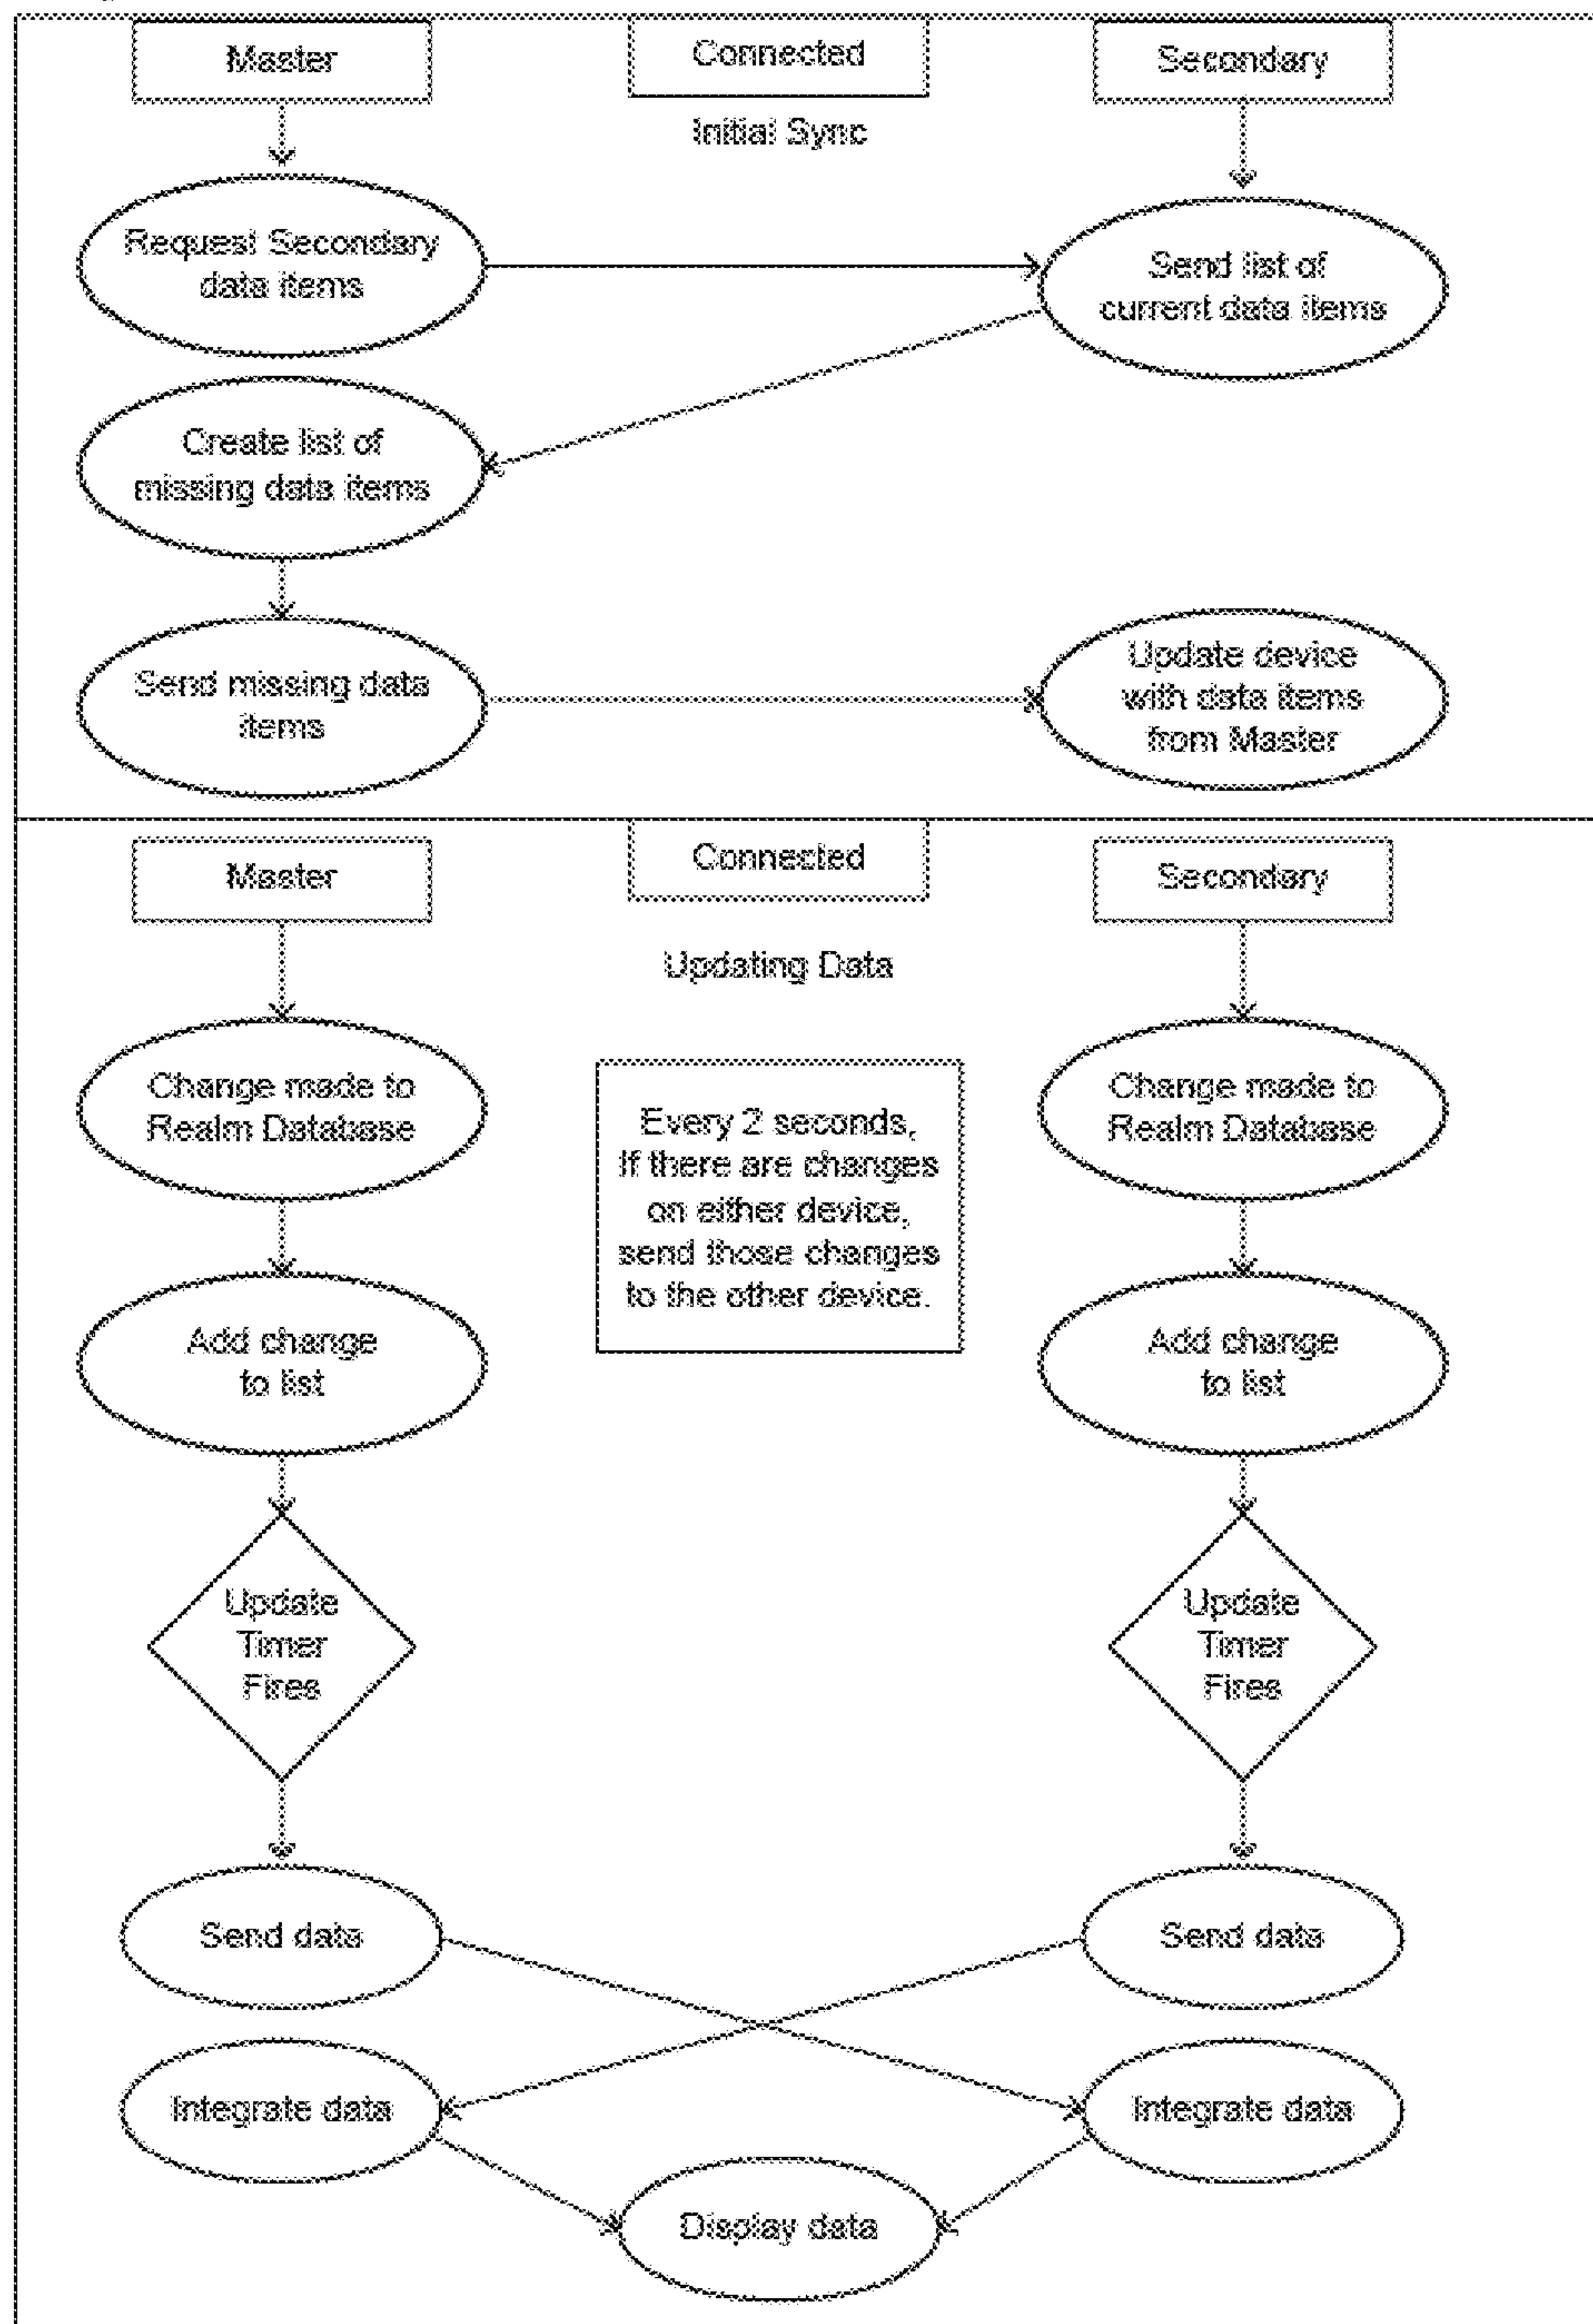 Master
Connected
Secondary
Initial Sync
Request Secondary
data items
Send list of
current data items
Create list of
missing data items
Send missing data
items
Update device
with data items
from Master
Master
Connected
Secondary
Updating Data
Change made to
Realm Database
Every 2 seconds,
If there are changes
on either device,
send those changes
to the other device.
Change made to
Realm Database
Add change
to list
Add change
to list
Update
Timer
Fires
Update
Timer
Fires
Send data
Send data
Integrate data
Integrate data
Display data